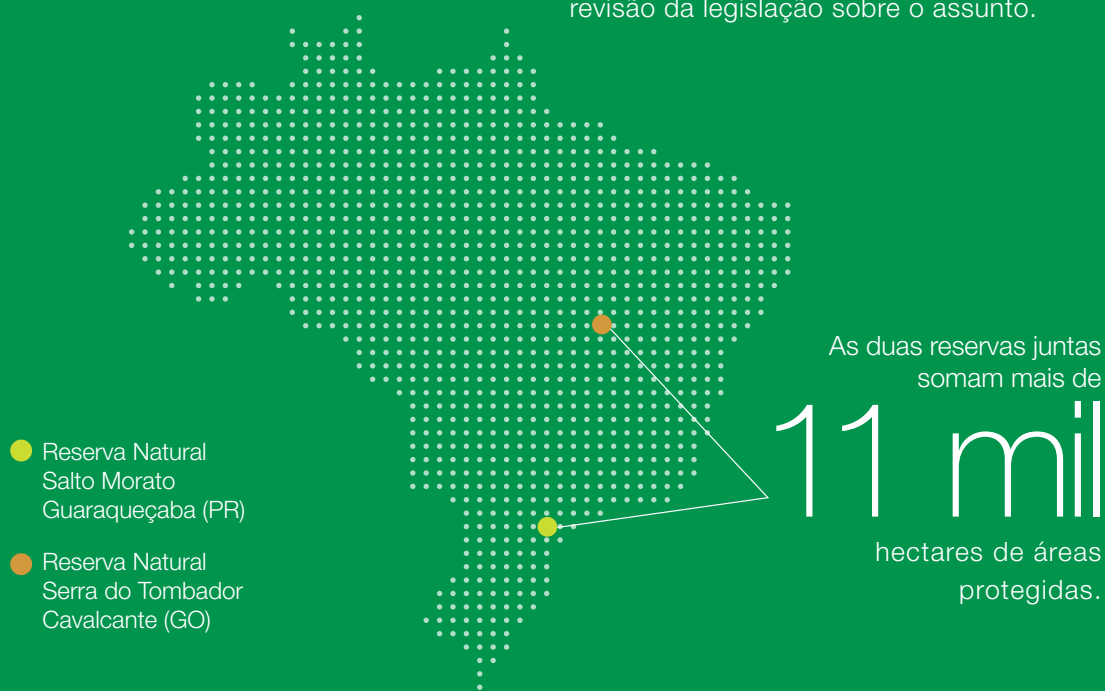 revisão da legislação sobre o assunto.
As duas reservas juntas
somam mais de
11 mil
hectares de áreas
protegidas.
Reserva Natural
Salto Morato
Guaraqueçaba (PR)
Reserva Natural
Serra do Tombador
Cavalcante (GO)